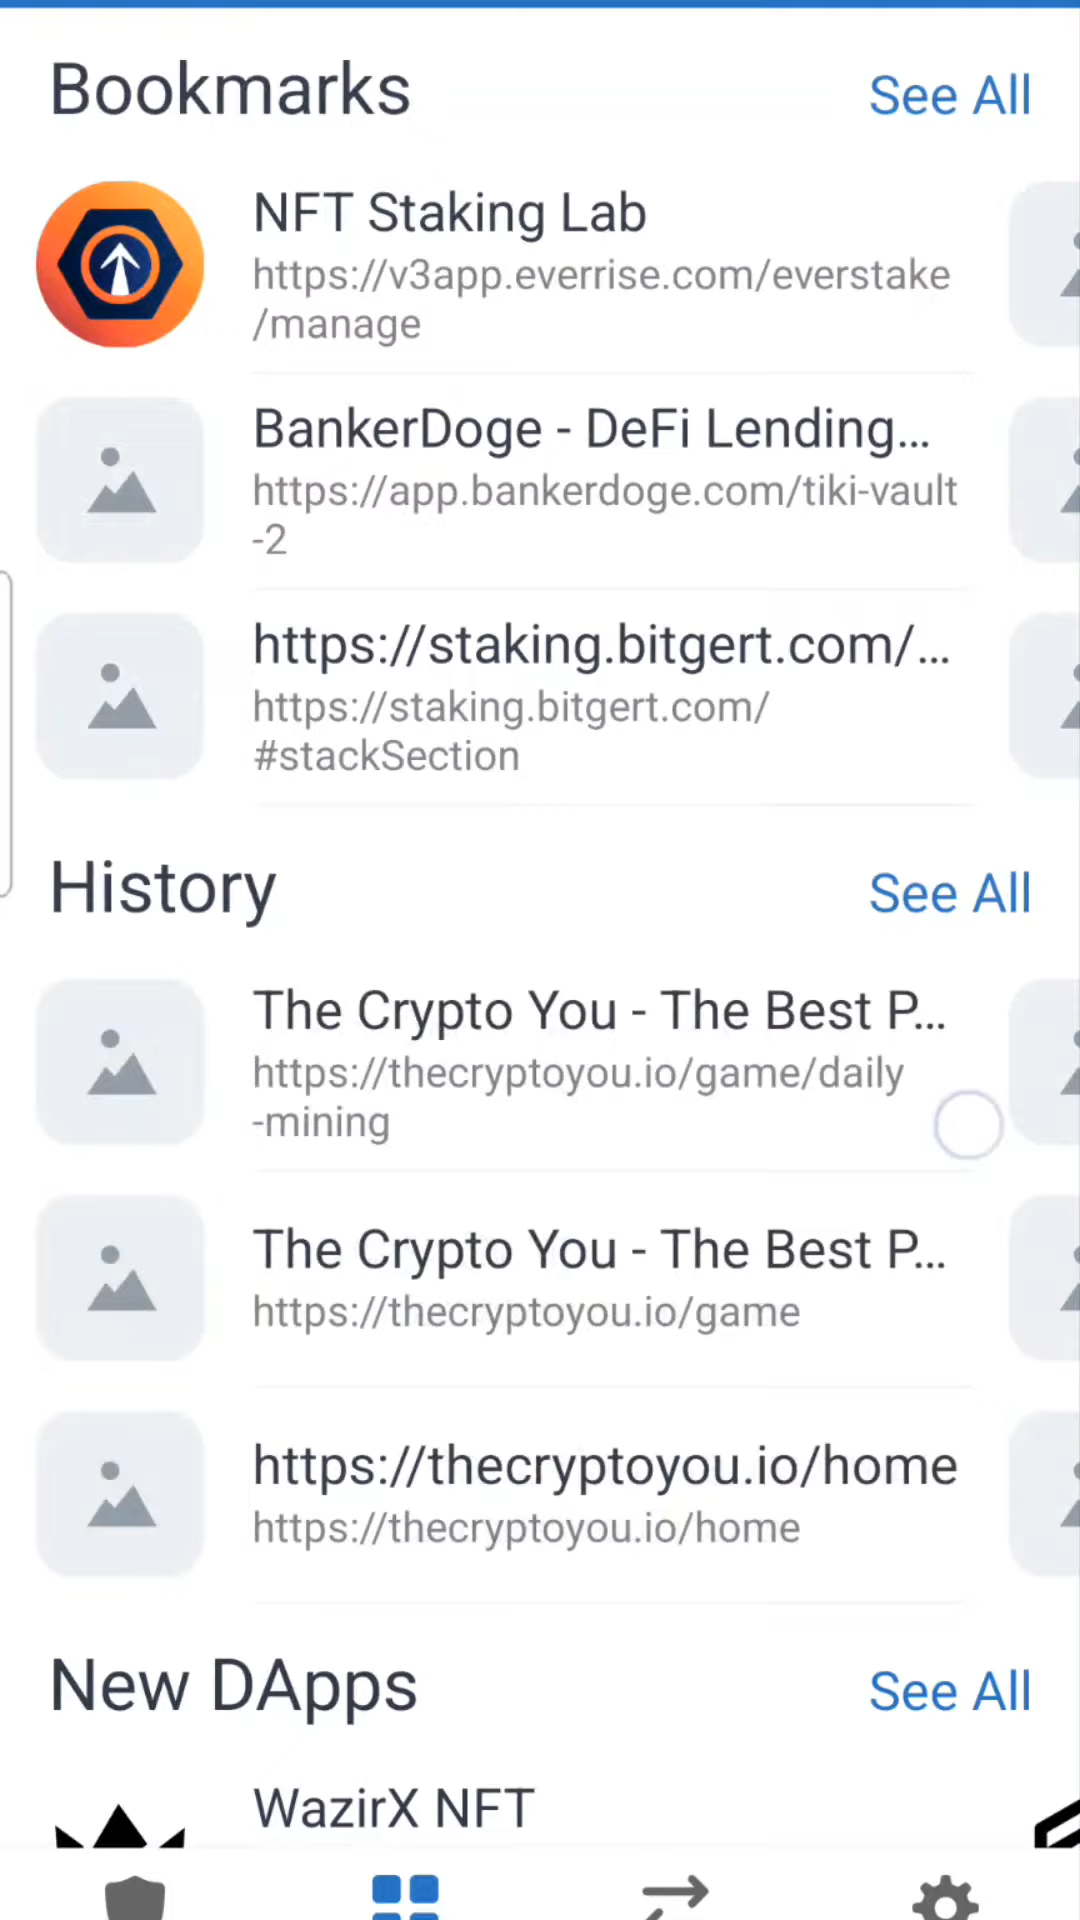 Bookmarks
See All
NFT Staking Lab
https://v3app.everrise.com/everstake
/manage
BankerDoge - DeFi Lending...
https://app.bankerdoge.com/tiki-vault
-2
https://staking.bitgert.com/...
https://staking.bitgert.com/
#stackSection
History
See All
The Crypto You - The Best P...
https://thecryptoyou.io/game/daily
-mining
The Crypto You - The Best P...
https://thecryptoyou.io/game
https://thecryptoyou.io/home
https://thecryptoyou.io/home
New DApps
See All
WazirX NFT